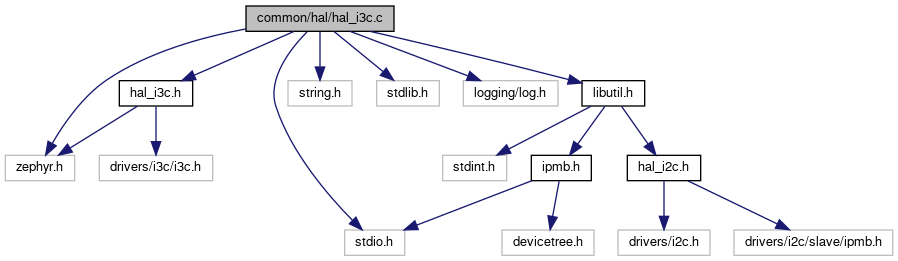 common/hal/hal_i3c.c
hal_i3c.h
string.h
stdlib.h
logging/log.h
libutil.h
zephyr.h
drivers/i3c/i3c.h
stdint.h
ipmb.h
hal_i2c.h
stdio.h
devicetree.h
drivers/i2c.h
drivers/i2c/slave/ipmb.h